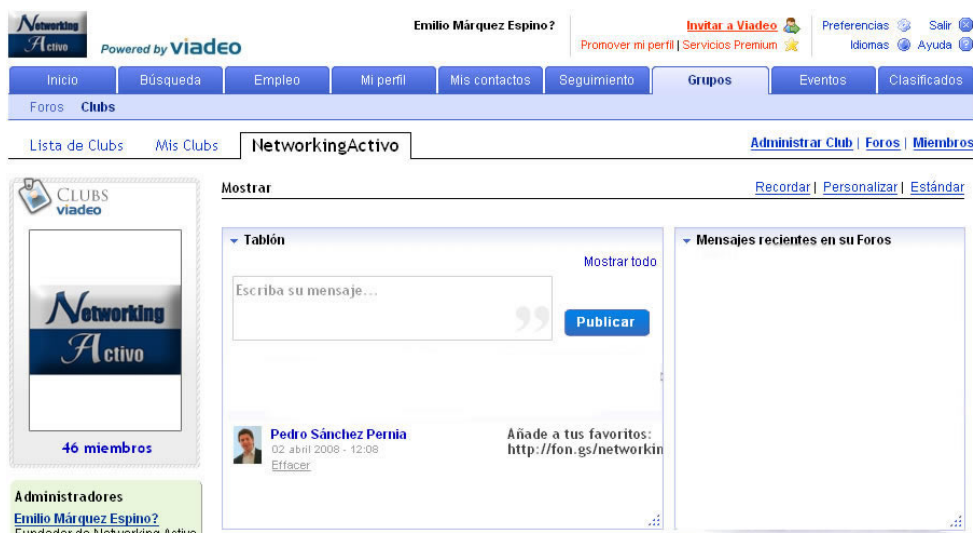 Networking
Activo
Powered by viadeo
Emilio Márquez Espino?
Invitar a Viadeo
Promover mi perfil | Servicios Premium
Preferencias
Salir
Idiomas
Ayuda
Inicio
Búsqueda
Empleo
Mi perfil
Mis contactos
Seguimiento
Grupos
Eventos
Clasificados
Foros
Clubs
Lista de Clubs
Mis Clubs
NetworkingActivo
Administrar Club | Foros | Miembros
CLUBS
viadeo
Networking
Activo
46 miembros
Administradores
Emilio Márquez Espino?
Fundador de Networking Activo
Mostrar
Recordar | Personalizar | Estándar
Tablón
Mostrar todo
Escriba su mensaje...
Publicar
Pedro Sánchez Pernia
02 abril 2008 - 12:08
Effacer
Añade a tus favoritos:
http://fon.gs/networkin
Mensajes recientes en su Foros